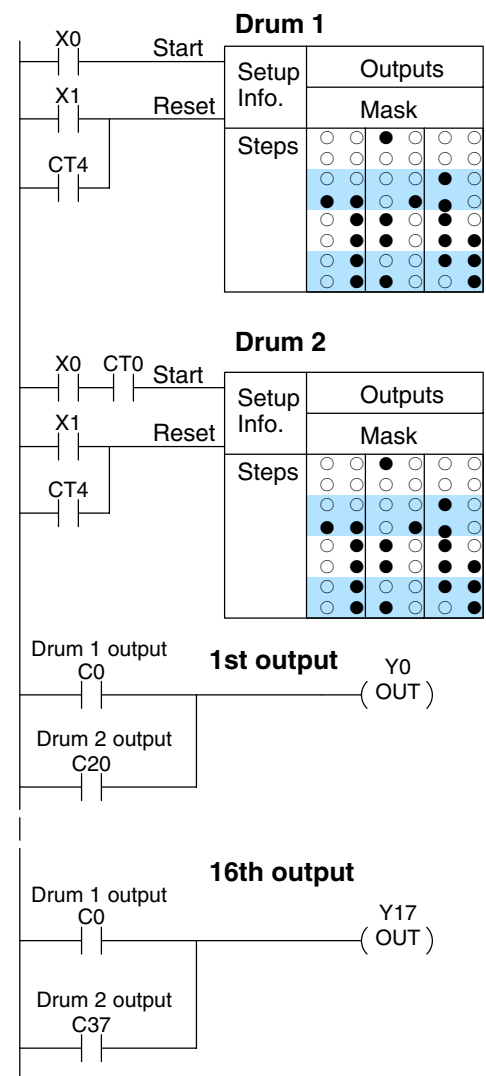 Drum 1
X0
Start
Setup
Info.
Outputs
X1
Reset
Mask
Steps
CT4
Drum 2
X0
CT0
Start
Setup
Info.
Outputs
X1
Reset
Mask
Steps
CT4
Drum 1 output
C0
1st output
Y0
OUT
Drum 2 output
C20
16th output
Drum 1 output
C0
Y17
OUT
Drum 2 output
C37